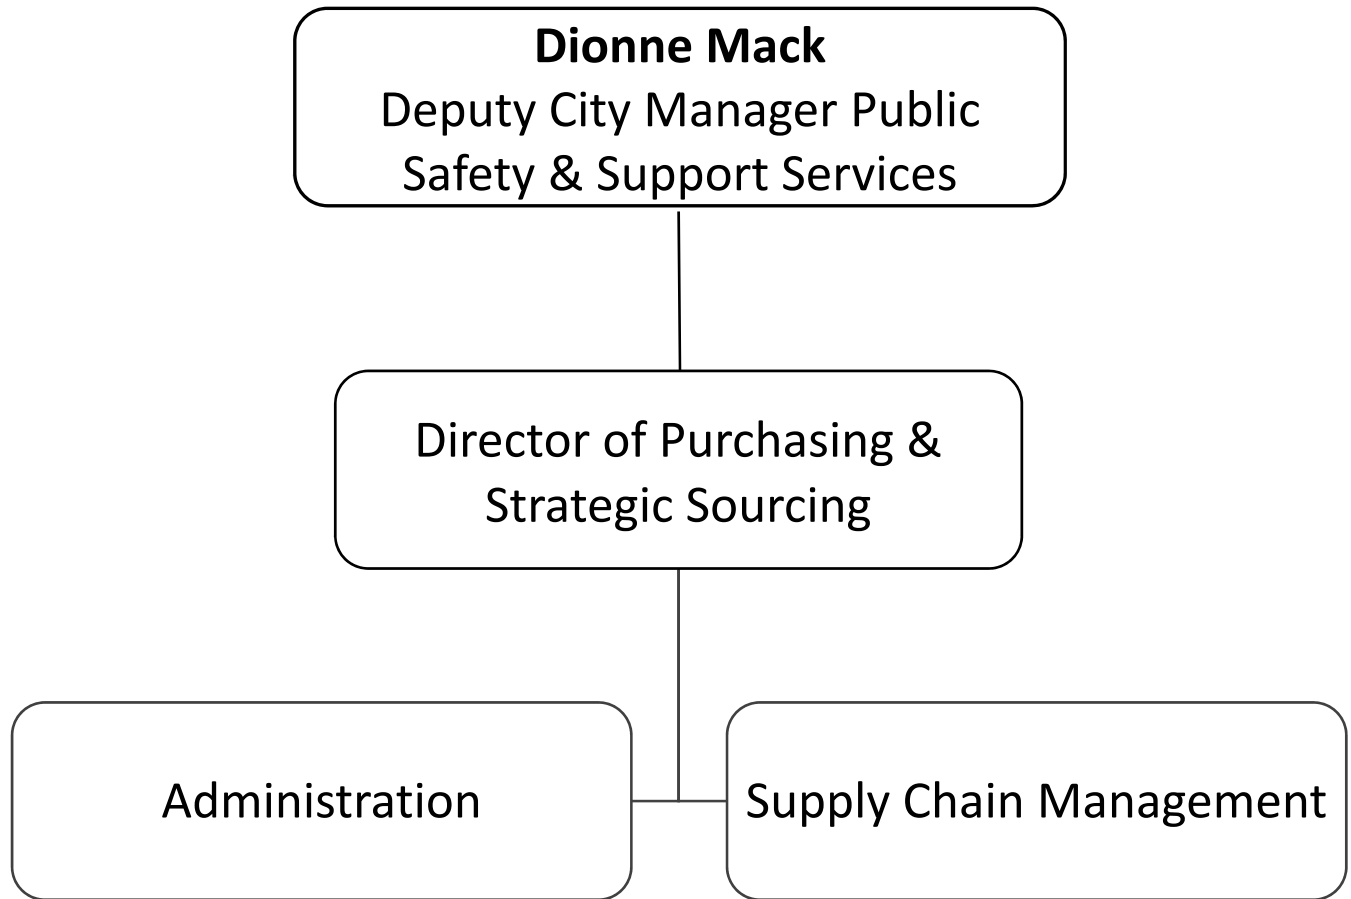 Dionne Mack
Deputy City Manager Public
Safety & Support Services
Director of Purchasing &
Strategic Sourcing
Administration
Supply Chain Management